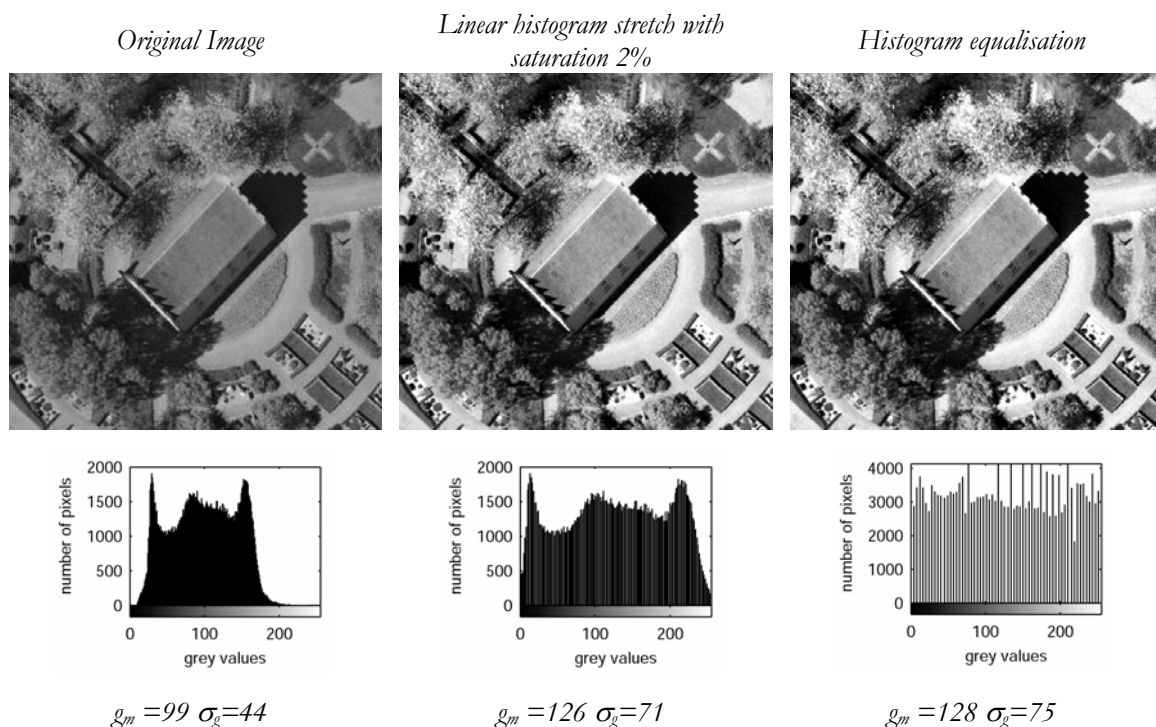 Original Image
Linear histogram stretch with
saturation 2%
Histogram equalisation
2000
1500
1000
500
0
number of pixels
0 100 200
grey values
2000
1500
1000
500
0
number of pixels
0 100 200
grey values
4000
3000
2000
1000
0
number of pixels
0 100 200
grey values
gₘ =99 σg=44
gₘ =126 σg=71
gₘ =128 σg=75